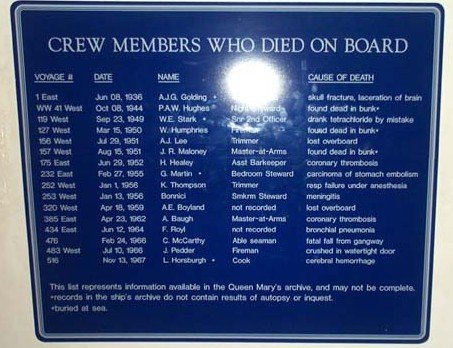 CREW MEMBERS WHO DIED ON BOARD
VOYAGE # DATE NAME CAUSE OF DEATH
1 East Jun 08, 1936 A.J.G. Golding • skull fracture, laceration of brain
WW 41 West Oct 08, 1944 P.A.W. Hughes found dead in bunk•
119 West Sep 23, 1949 W.E. Stark • Snr 2nd Officer drank tetrachloride by mistake
127 West Mar 15, 1950 W. Humphries Fireman found dead in bunk•
156 West Jul 29, 1951 A.J. Lee Trimmer lost overboard
157 West Aug 15, 1951 J. R. Maloney Master-at-Arms found dead in bunk•
175 East Jun 29, 1952 H. Healey Asst Barkeeper coronary thrombosis
232 East Feb 27, 1955 G. Martin • Bedroom Steward carcinoma of stomach embolism
252 West Jan 1, 1956 K. Thompson Trimmer resp failure under anesthesia
253 West Jan 13, 1956 Bonnici Smkrm Steward meningitis
320 West Apr 18, 1959 A.E. Boyland not recorded lost overboard
385 East Apr 23, 1962 A. Baugh Master-at-Arms coronary thrombosis
434 East Jun 12, 1964 F. Royl not recorded bronchial pneumonia
476 Feb 24, 1966 C. McCarthy Able seaman fatal fall from gangway
483 West Jul 10, 1966 J. Pedder Fireman crushed in watertight door
516 Nov 13, 1967 L. Horsburgh • Cook cerebral hemorrhage
This list represents information available in the Queen Mary's archive, and may not be complete.
•records in the ship's archive do not contain results of autopsy or inquest.
•buried at sea.